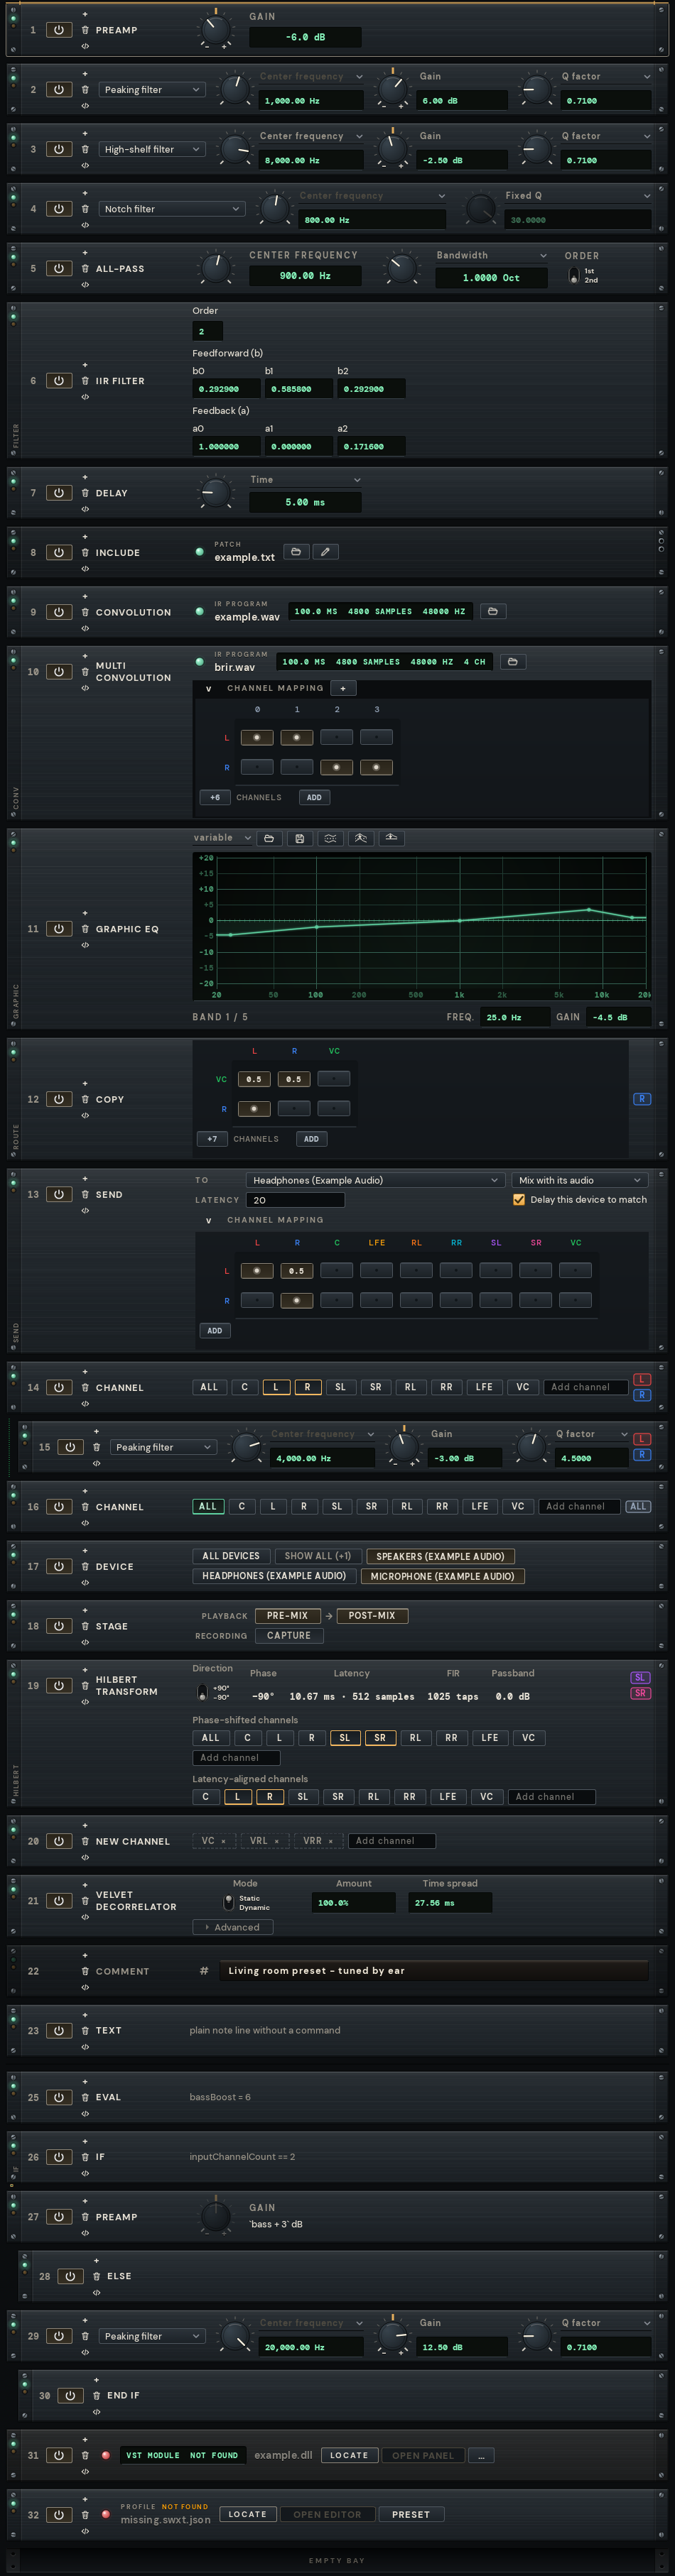 1 PREAMP GAIN
-6.0 dB
2 Peaking filter Center frequency Gain Q factor
1,000.00 Hz 6.00 dB 0.7100
3 High-shelf filter Center frequency Gain Q factor
8,000.00 Hz -2.50 dB 0.7100
4 Notch filter Center frequency Fixed Q
800.00 Hz 30.0000
5 ALL-PASS CENTER FREQUENCY Bandwidth ORDER
900.00 Hz 1.0000 Oct 1st
2nd
Order
2
Feedforward (b)
b0 b1 b2
6 IIR FILTER 0.292900 0.585800 0.292900
Feedback (a)
a0 a1 a2
1.000000 0.000000 0.171600
FILTER
7 DELAY Time
5.00 ms
8 INCLUDE PATCH
example.txt
9 CONVOLUTION IR PROGRAM
example.wav 100.0 MS 4800 SAMPLES 48000 HZ
10 MULTI CONVOLUTION IR PROGRAM
brir.wav 100.0 MS 4800 SAMPLES 48000 HZ 4 CH
v CHANNEL MAPPING +
0 1 2 3
L
R
+6 CHANNELS ADD
CONV
variable
+20
+15
+10
+5
0
-5
-10
-15
-20
20 50 100 200 500 1k 2k 5k 10k 20k
11 GRAPHIC EQ
BAND 1 / 5 FREQ. 25.0 Hz GAIN -4.5 dB
GRAPHIC
L R VC
VC 0.5 0.5
12 COPY R
R
+7 CHANNELS ADD
ROUTE
13 SEND TO Headphones (Example Audio) Mix with its audio
LATENCY 20 Delay this device to match
v CHANNEL MAPPING
L R C LFE RL RR SL SR VC
L 0.5
R
ADD
SEND
14 CHANNEL ALL C L R SL SR RL RR LFE VC Add channel L
R
15 Peaking filter Center frequency Gain Q factor L
4,000.00 Hz -3.00 dB 4.5000 R
16 CHANNEL ALL C L R SL SR RL RR LFE VC Add channel ALL
17 DEVICE ALL DEVICES SHOW ALL (+1) SPEAKERS (EXAMPLE AUDIO)
HEADPHONES (EXAMPLE AUDIO) MICROPHONE (EXAMPLE AUDIO)
18 STAGE PLAYBACK PRE-MIX → POST-MIX
RECORDING CAPTURE
19 HILBERT TRANSFORM Direction Phase Latency FIR Passband SL
+90°
-90° -90° 10.67 ms · 512 samples 1025 taps 0.0 dB SR
Phase-shifted channels
ALL C L R SL SR RL RR LFE VC
Add channel
Latency-aligned channels
C L R SL SR RL RR LFE VC Add channel
HILBERT
20 NEW CHANNEL VC × VRL × VRR × Add channel
21 VELVET DECORRELATOR Mode Amount Time spread
Static
Dynamic 100.0% 27.56 ms
Advanced
22 COMMENT # Living room preset - tuned by ear
23 TEXT plain note line without a command
25 EVAL bassBoost = 6
26 IF inputChannelCount == 2
IF
27 PREAMP GAIN
`bass + 3` dB
28 ELSE
29 Peaking filter Center frequency Gain Q factor
20,000.00 Hz 12.50 dB 0.7100
30 END IF
31 VST MODULE NOT FOUND example.dll LOCATE OPEN PANEL ...
32 PROFILE NOT FOUND
missing.swxt.json LOCATE OPEN EDITOR PRESET
EMPTY BAY